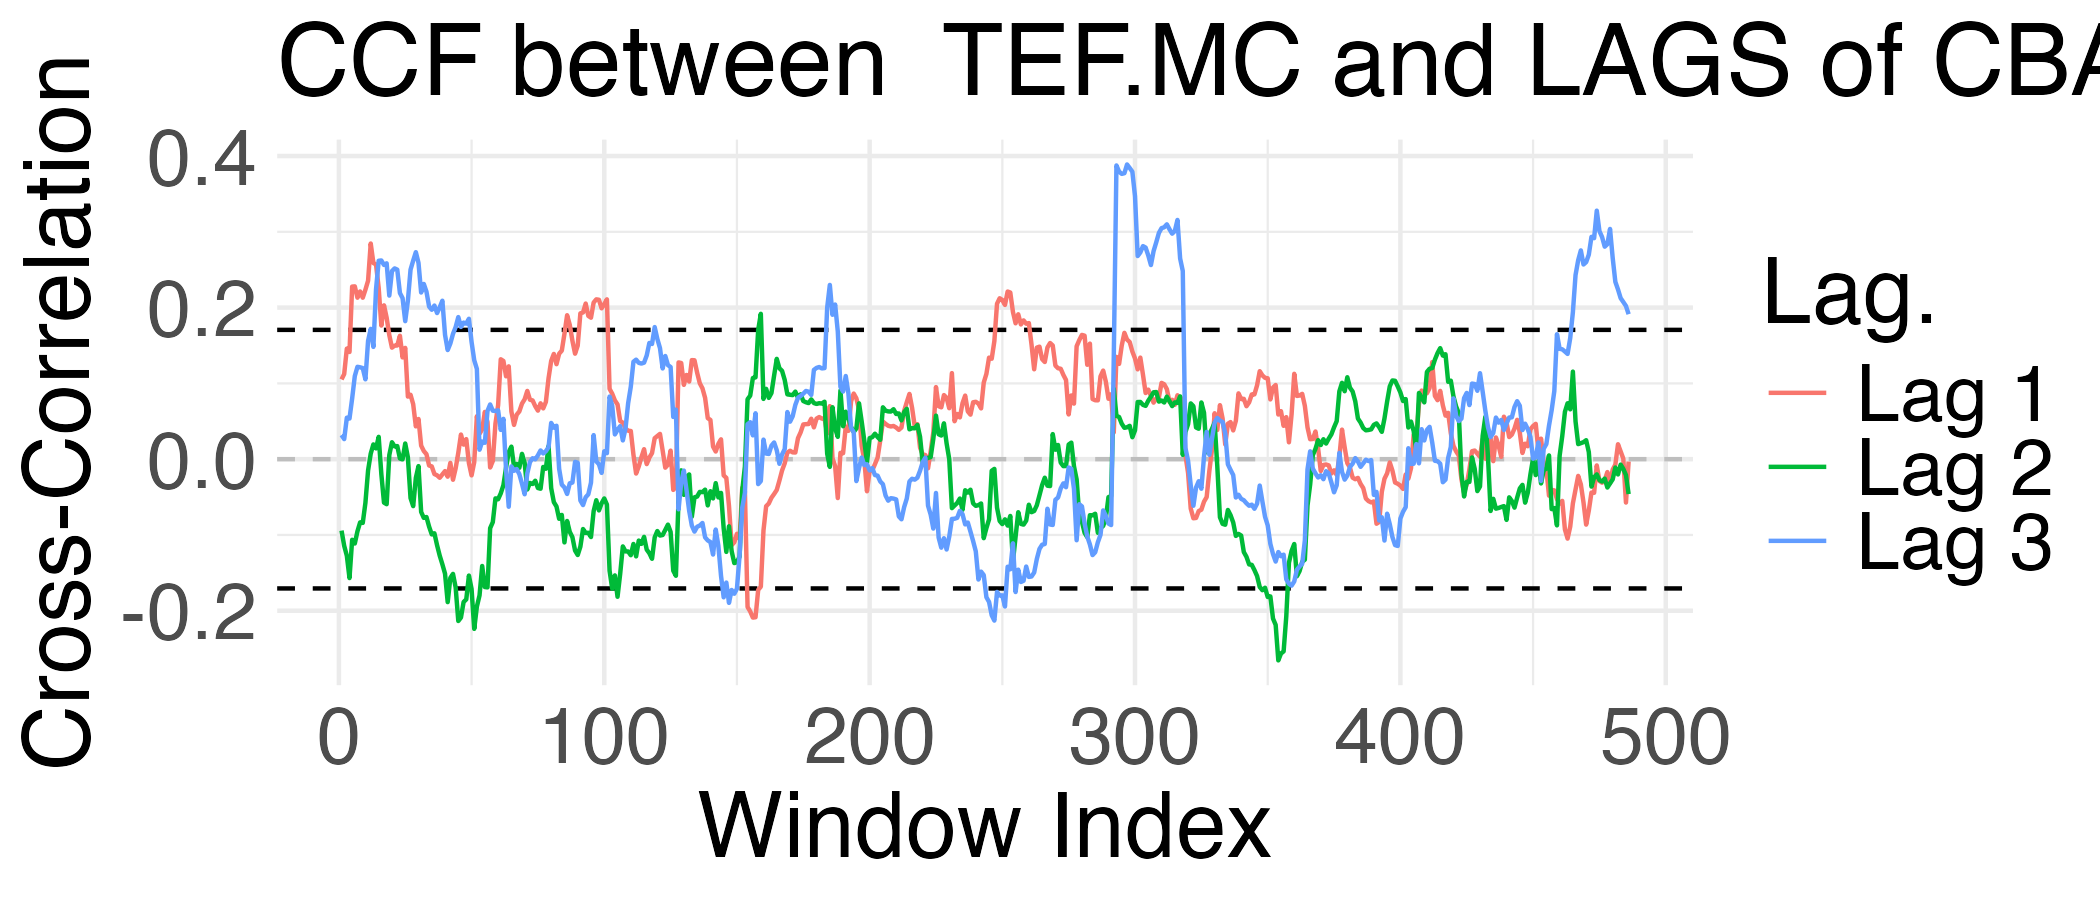 CCF between  TEF.MC and LAGS of CBA
Cross-Correlation
0.4
0.2
0.0
-0.2
0
100
200
300
400
500
Window Index
Lag.
Lag 1
Lag 2
Lag 3